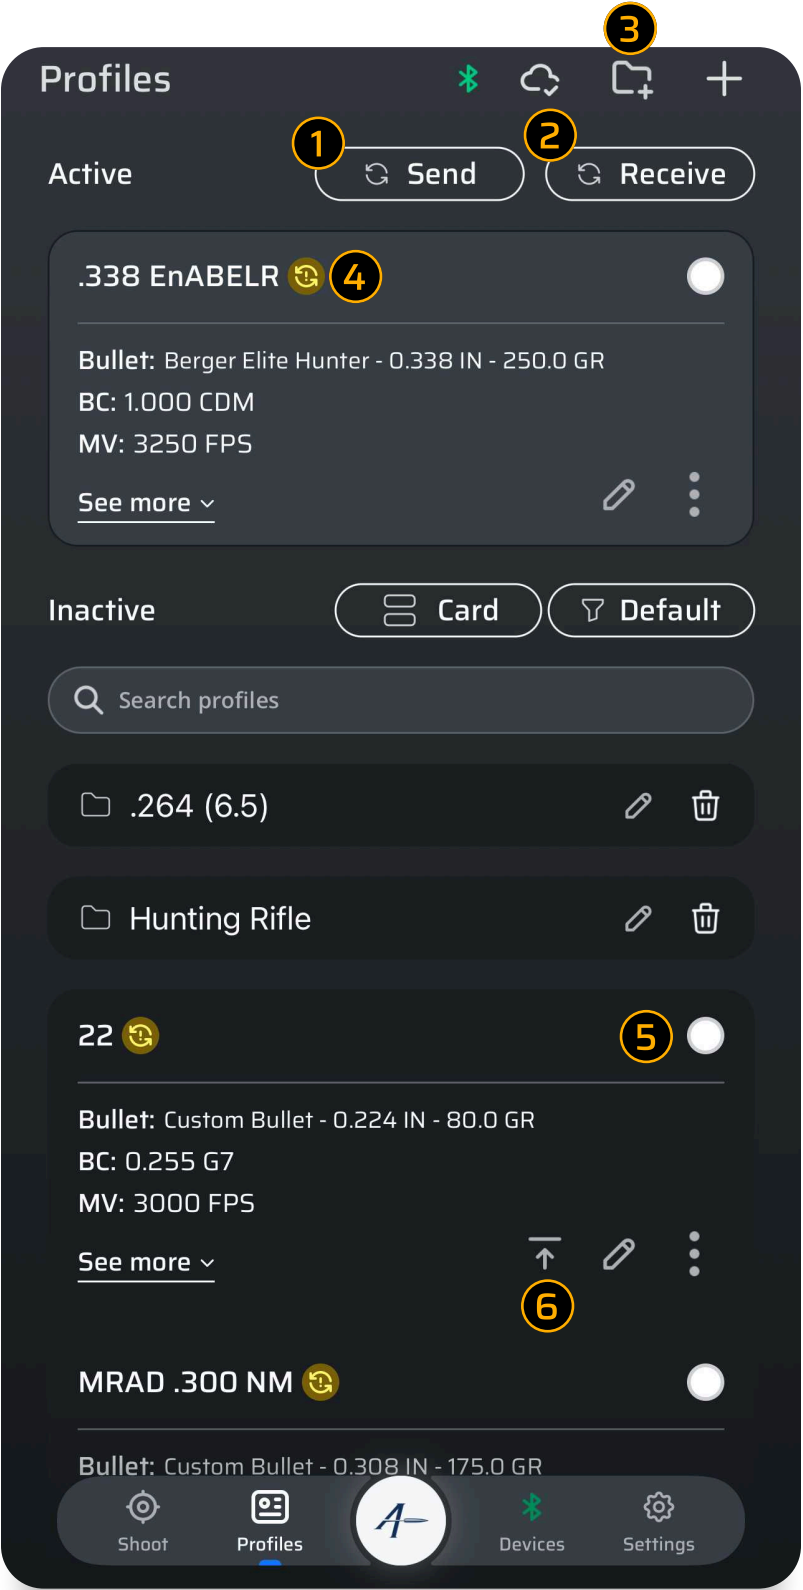 3
Profiles
1
2
Active
Send
Receive
.338 EnABELR
4
Bullet: Berger Elite Hunter - 0.338 IN - 250.0 GR
BC: 1.000 CDM
MV: 3250 FPS
See more
Inactive
Card
Default
Search profiles
.264 (6.5)
Hunting Rifle
22
5
Bullet: Custom Bullet - 0.224 IN - 80.0 GR
BC: 0.255 G7
MV: 3000 FPS
See more
6
MRAD .300 NM
Bullet: Custom Bullet - 0.308 IN - 175.0 GR
A
Shoot
Profiles
Devices
Settings